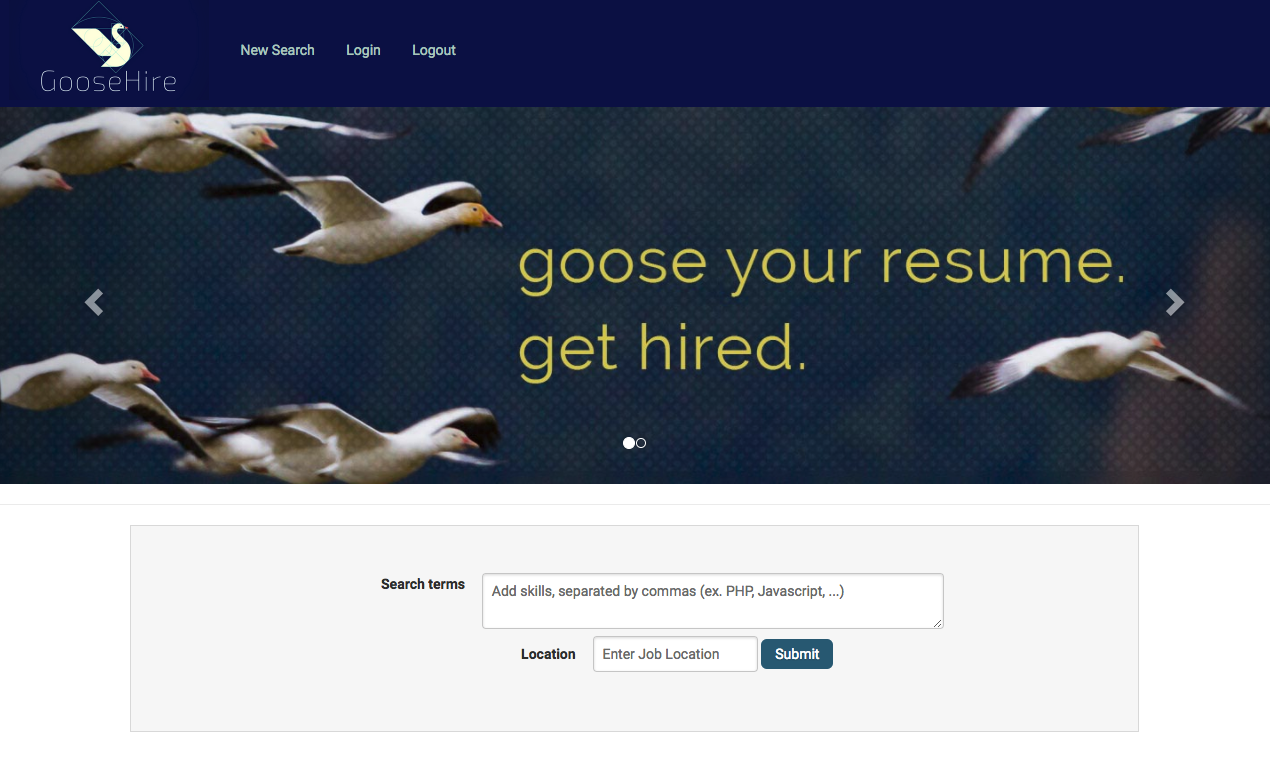 GooseHire
New Search
Login
Logout
goose your resume.
get hired.
Search terms
Add skills, separated by commas (ex. PHP, Javascript, ...)
Location
Enter Job Location
Submit